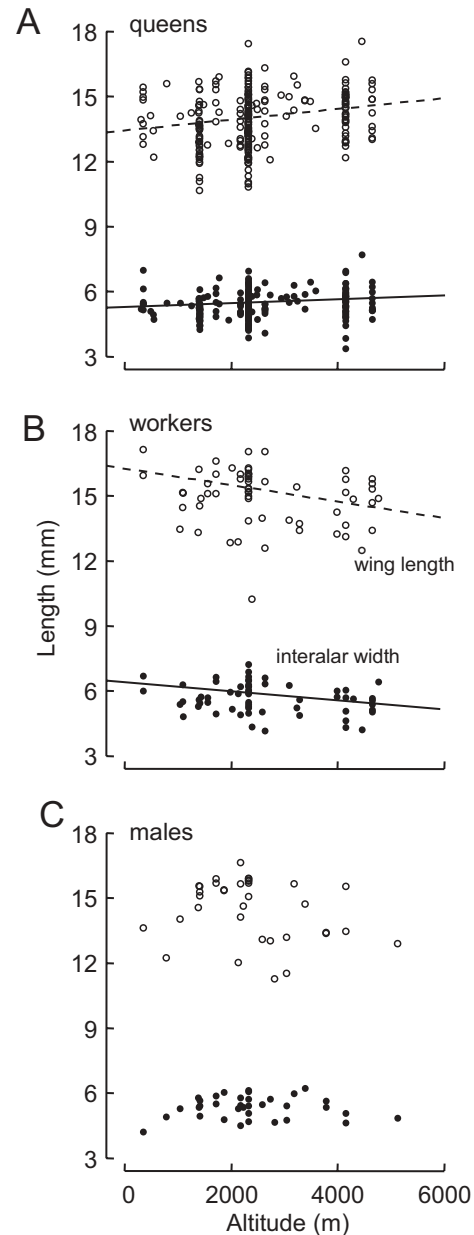 A
queens
18
15
12
9
6
3
B
workers
18
15
12
9
6
3
wing length
interalar width
Length (mm)
C
males
18
15
12
9
6
3
0 2000 4000 6000
Altitude (m)